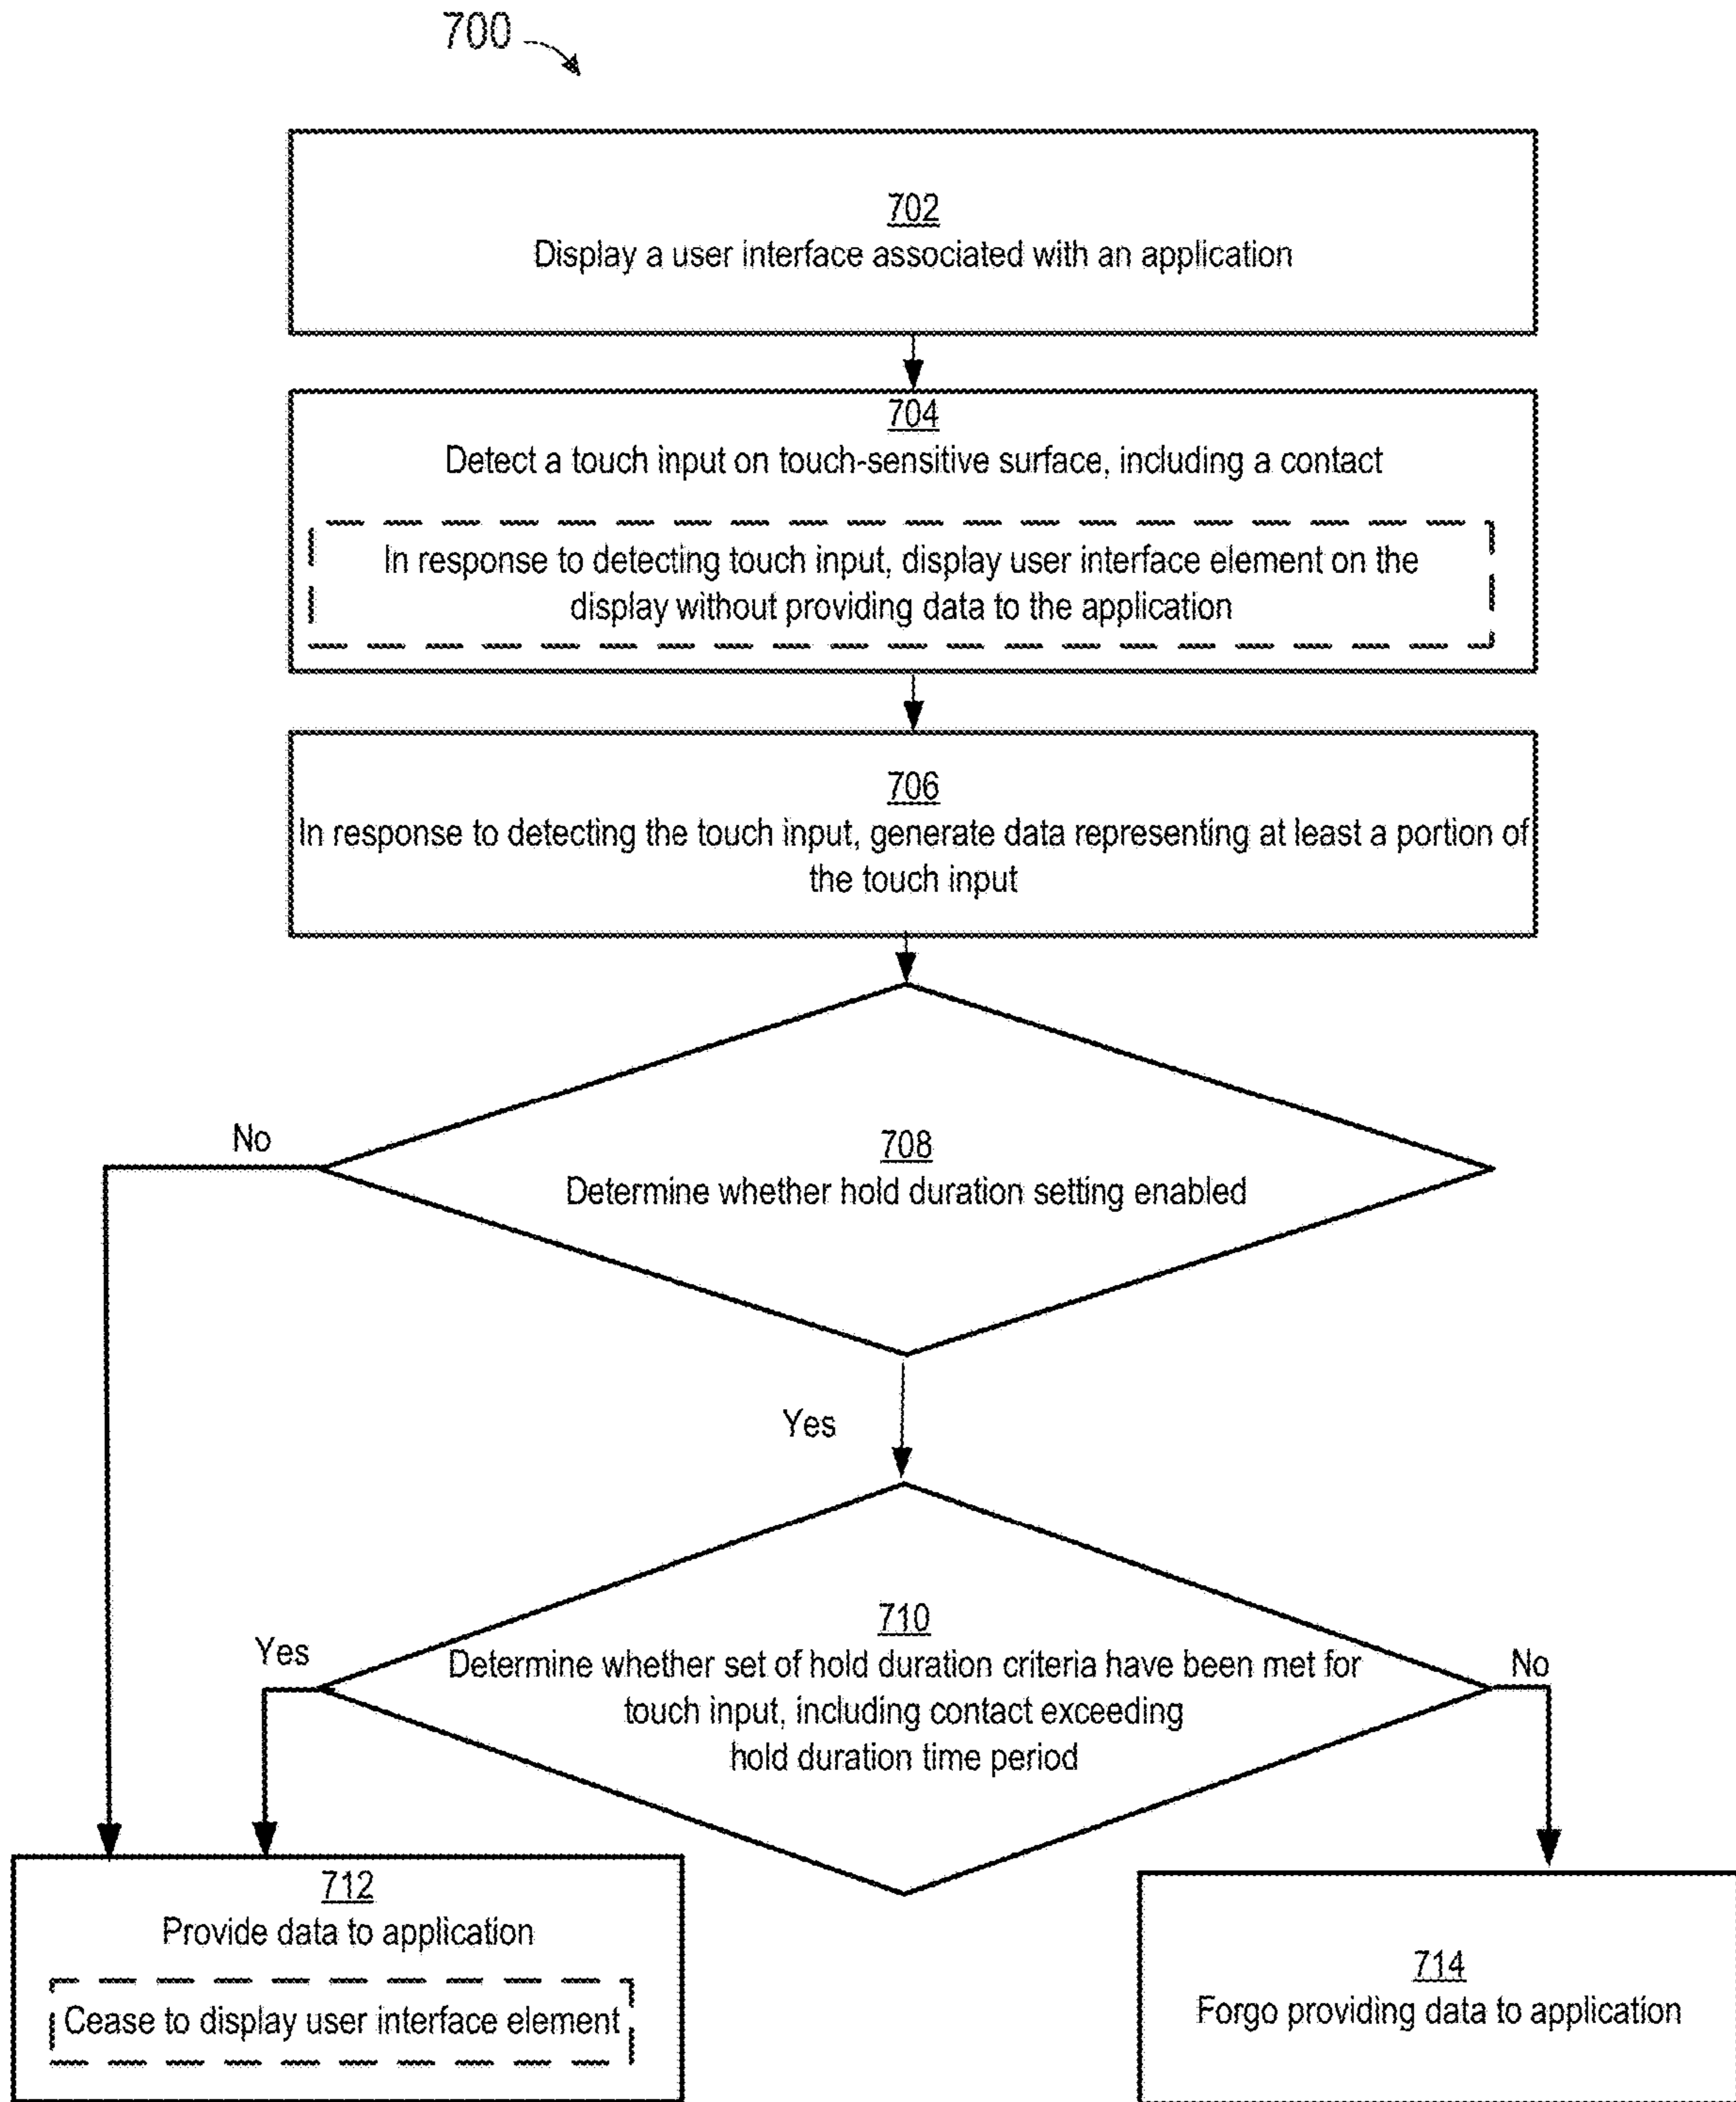 700
702
Display a user interface associated with an application
704
Detect a touch input on touch-sensitive surface, including a contact
In response to detecting touch input, display user interface element on the
display without providing data to the application
706
In response to detecting the touch input, generate data representing at least a portion of
the touch input
No
708
Determine whether hold duration setting enabled
Yes
710
Yes
Determine whether set of hold duration criteria have been met for
No
touch input, including contact exceeding
hold duration time period
712
Provide data to application
Cease to display user interface element
714
Forgo providing data to application